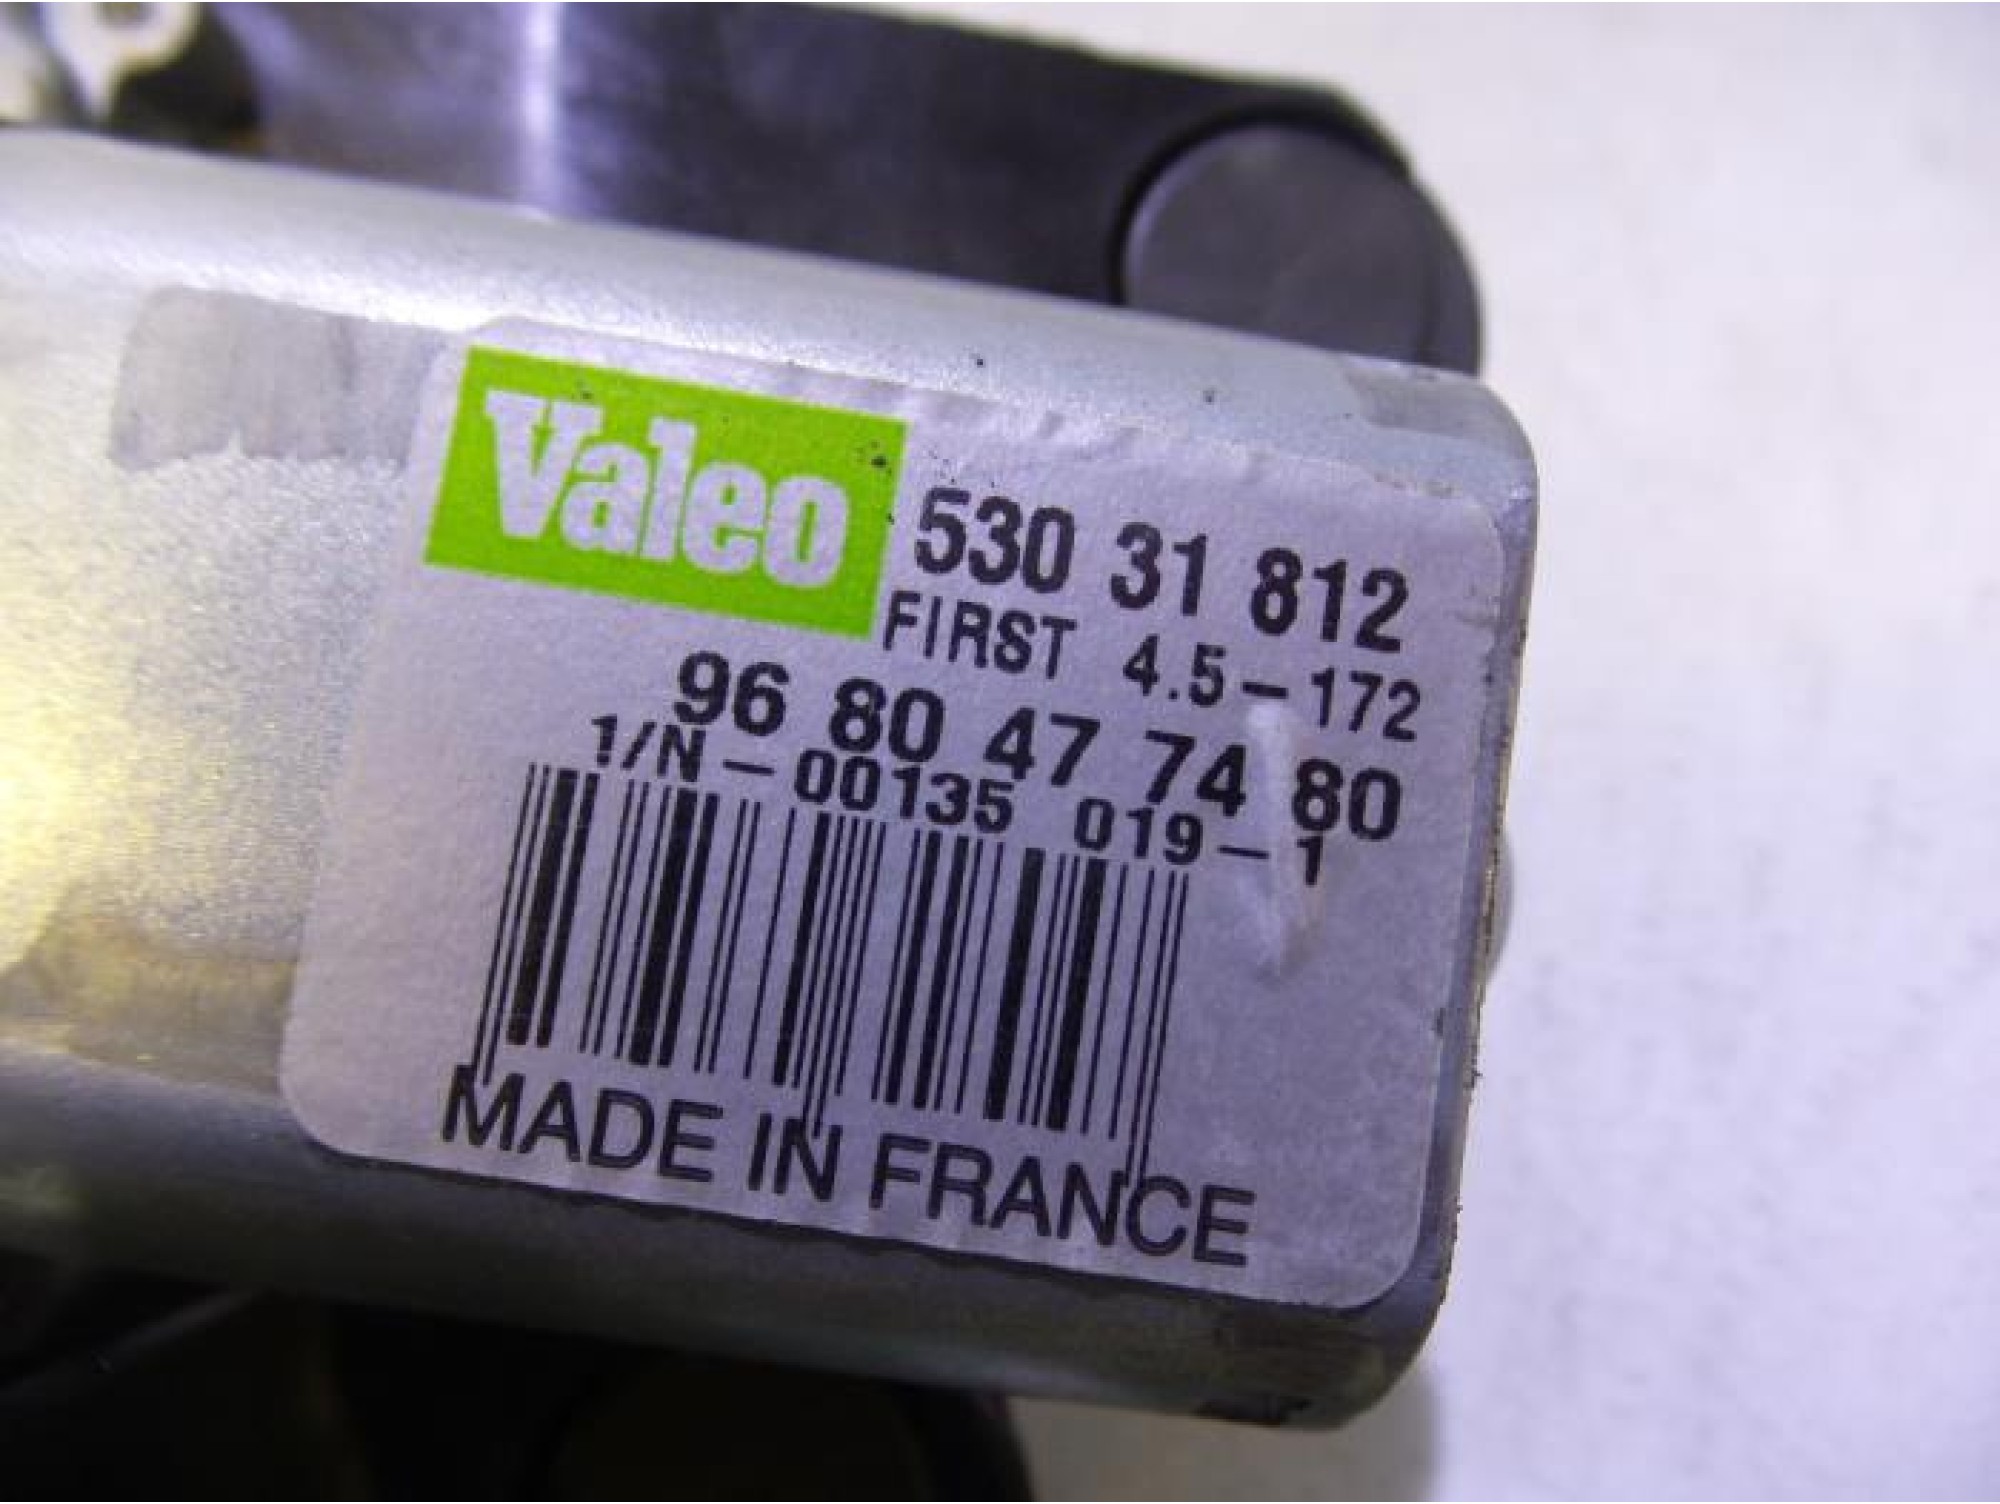 Valeo
530 31 812
FIRST 4.5-172
96 80 47 74 80
1/N-00135 019-1
MADE IN FRANCE